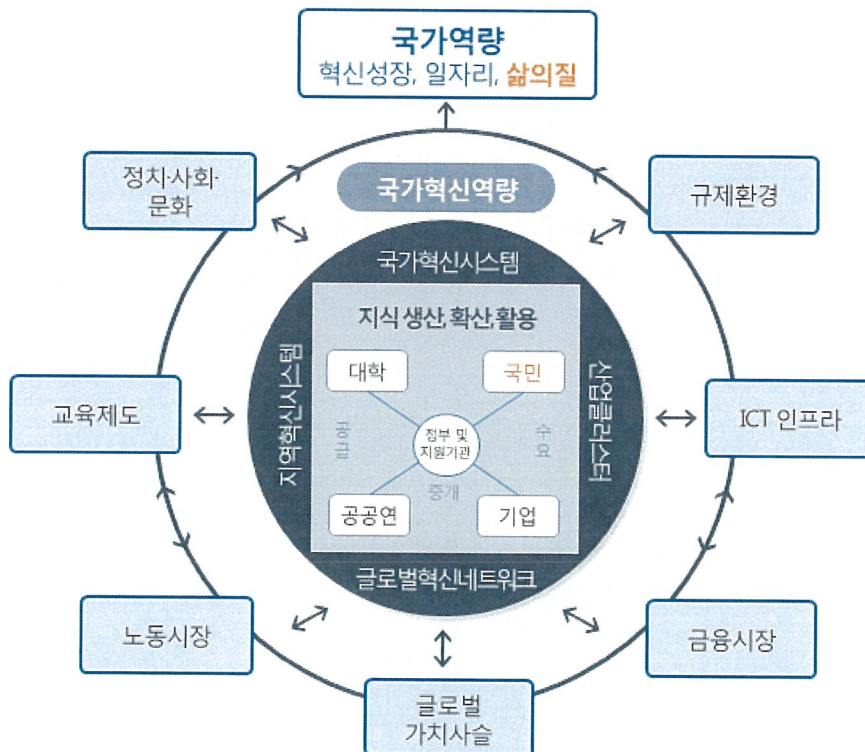 국가역량
혁신성장, 일자리, 삶의질
정치·사회·
문화
국가혁신역량
규제환경
국가혁신시스템
지식 생산, 확산, 활용
대학
국민
지역혁신시스템
산업클러스터
교육제도
공급
정부 및
지원기관
수요
ICT 인프라
중개
공공연
기업
글로벌혁신네트워크
노동시장
금융시장
글로벌
가치사슬